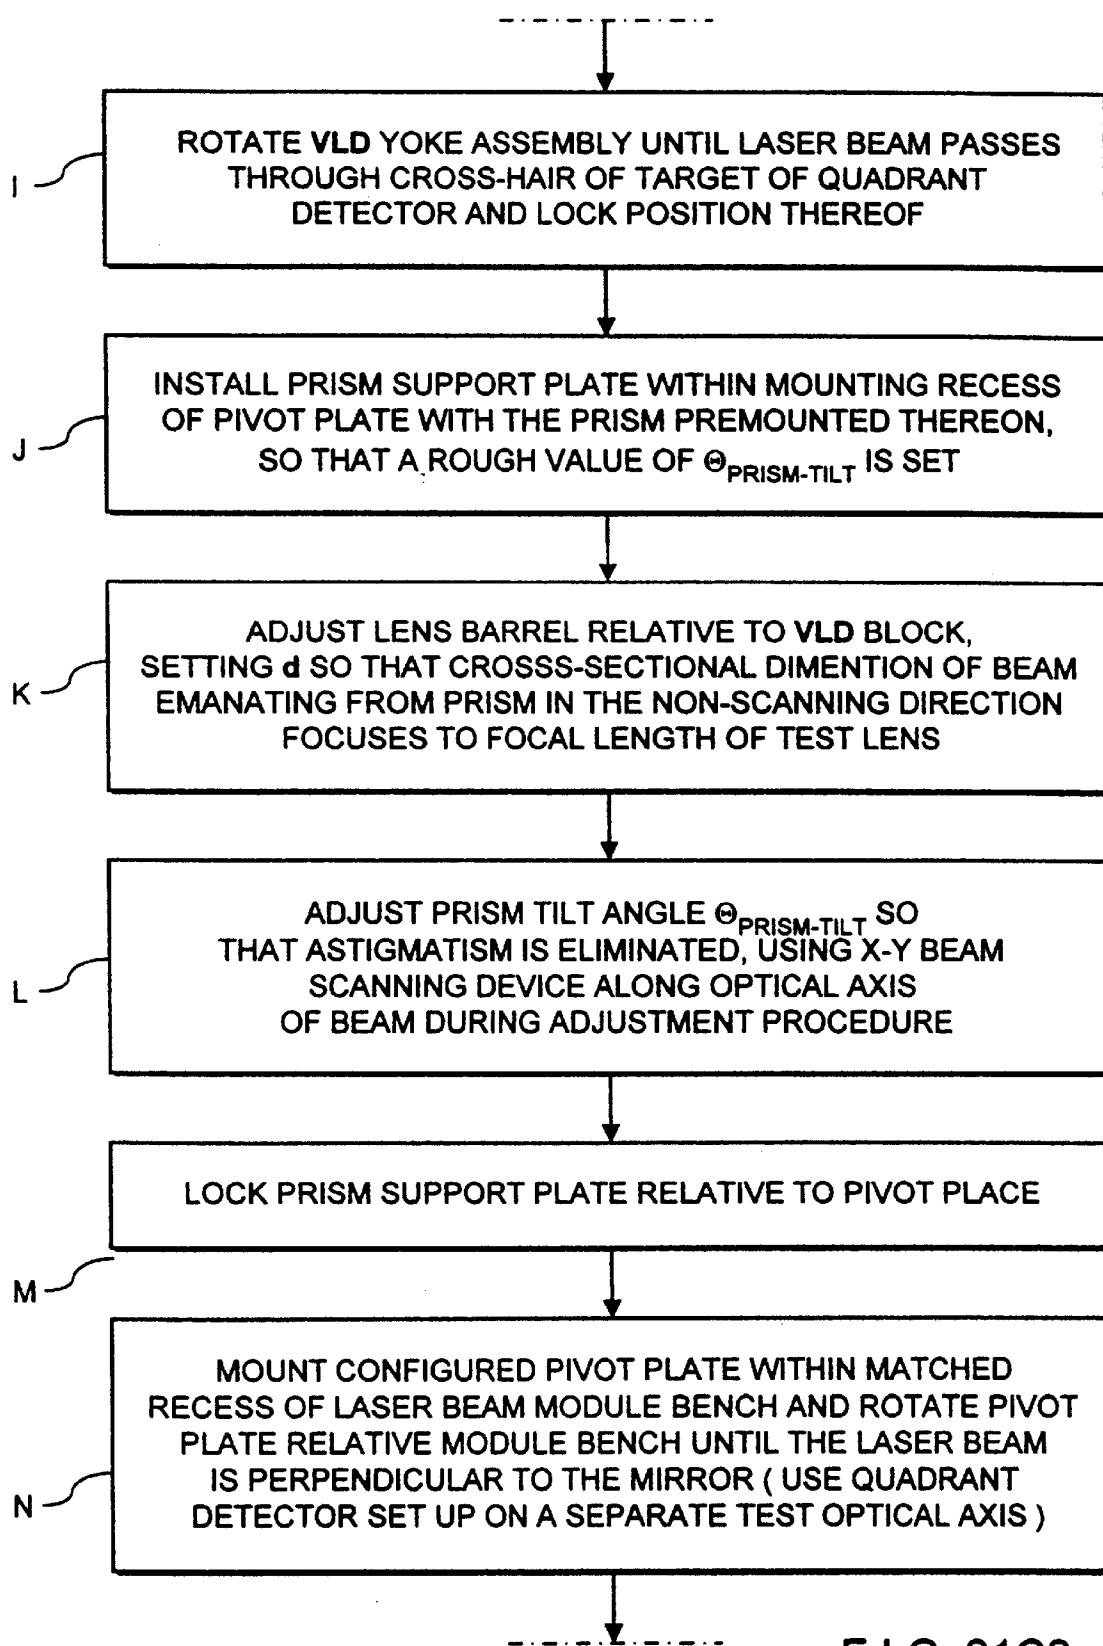 I
ROTATE VLD YOKE ASSEMBLY UNTIL LASER BEAM PASSES
THROUGH CROSS-HAIR OF TARGET OF QUADRANT
DETECTOR AND LOCK POSITION THEREOF
J
INSTALL PRISM SUPPORT PLATE WITHIN MOUNTING RECESS
OF PIVOT PLATE WITH THE PRISM PREMOUNTED THEREON,
SO THAT A ROUGH VALUE OF Θ PRISM-TILT IS SET
K
ADJUST LENS BARREL RELATIVE TO VLD BLOCK,
SETTING d SO THAT CROSSS-SECTIONAL DIMENTION OF BEAM
EMANATING FROM PRISM IN THE NON-SCANNING DIRECTION
FOCUSES TO FOCAL LENGTH OF TEST LENS
L
ADJUST PRISM TILT ANGLE Θ PRISM-TILT SO
THAT ASTIGMATISM IS ELIMINATED, USING X-Y BEAM
SCANNING DEVICE ALONG OPTICAL AXIS
OF BEAM DURING ADJUSTMENT PROCEDURE
LOCK PRISM SUPPORT PLATE RELATIVE TO PIVOT PLACE
M
MOUNT CONFIGURED PIVOT PLATE WITHIN MATCHED
RECESS OF LASER BEAM MODULE BENCH AND ROTATE PIVOT
PLATE RELATIVE MODULE BENCH UNTIL THE LASER BEAM
IS PERPENDICULAR TO THE MIRROR ( USE QUADRANT
DETECTOR SET UP ON A SEPARATE TEST OPTICAL AXIS )
N